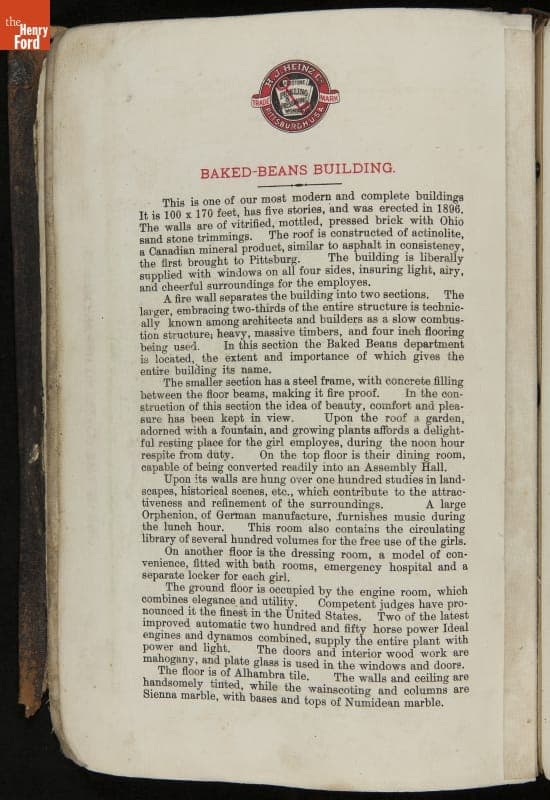 the
Henry
Ford
H. J. HEINZ CO.
KEYSTONE
PICKLING
TRADE MARK
PITTSBURGH U.S.A.
BAKED-BEANS BUILDING.
This is one of our most modern and complete buildings
It is 100 x 170 feet, has five stories, and was erected in 1896.
The walls are of vitrified, mottled, pressed brick with Ohio
sand stone trimmings. The roof is constructed of actinolite,
a Canadian mineral product, similar to asphalt in consistency,
the first brought to Pittsburg. The building is liberally
supplied with windows on all four sides, insuring light, airy,
and cheerful surroundings for the employes.
A fire wall separates the building into two sections. The
larger, embracing two-thirds of the entire structure is technic-
ally known among architects and builders as a slow combus-
tion structure; heavy, massive timbers, and four inch flooring
being used. In this section the Baked Beans department
is located, the extent and importance of which gives the
entire building its name.
The smaller section has a steel frame, with concrete filling
between the floor beams, making it fire proof. In the con-
struction of this section the idea of beauty, comfort and plea-
sure has been kept in view. Upon the roof a garden,
adorned with a fountain, and growing plants affords a delight-
ful resting place for the girl employes, during the noon hour
respite from duty. On the top floor is their dining room,
capable of being converted readily into an Assembly Hall.
Upon its walls are hung over one hundred studies in land-
scapes, historical scenes, etc., which contribute to the attrac-
tiveness and refinement of the surroundings. A large
Orphenion, of German manufacture, furnishes music during
the lunch hour. This room also contains the circulating
library of several hundred volumes for the free use of the girls.
On another floor is the dressing room, a model of con-
venience, fitted with bath rooms, emergency hospital and a
separate locker for each girl.
The ground floor is occupied by the engine room, which
combines elegance and utility. Competent judges have pro-
nounced it the finest in the United States. Two of the latest
improved automatic two hundred and fifty horse power Ideal
engines and dynamos combined, supply the entire plant with
power and light. The doors and interior wood work are
mahogany, and plate glass is used in the windows and doors.
The floor is of Alhambra tile. The walls and ceiling are
handsomely tinted, while the wainscoting and columns are
Sienna marble, with bases and tops of Numidean marble.